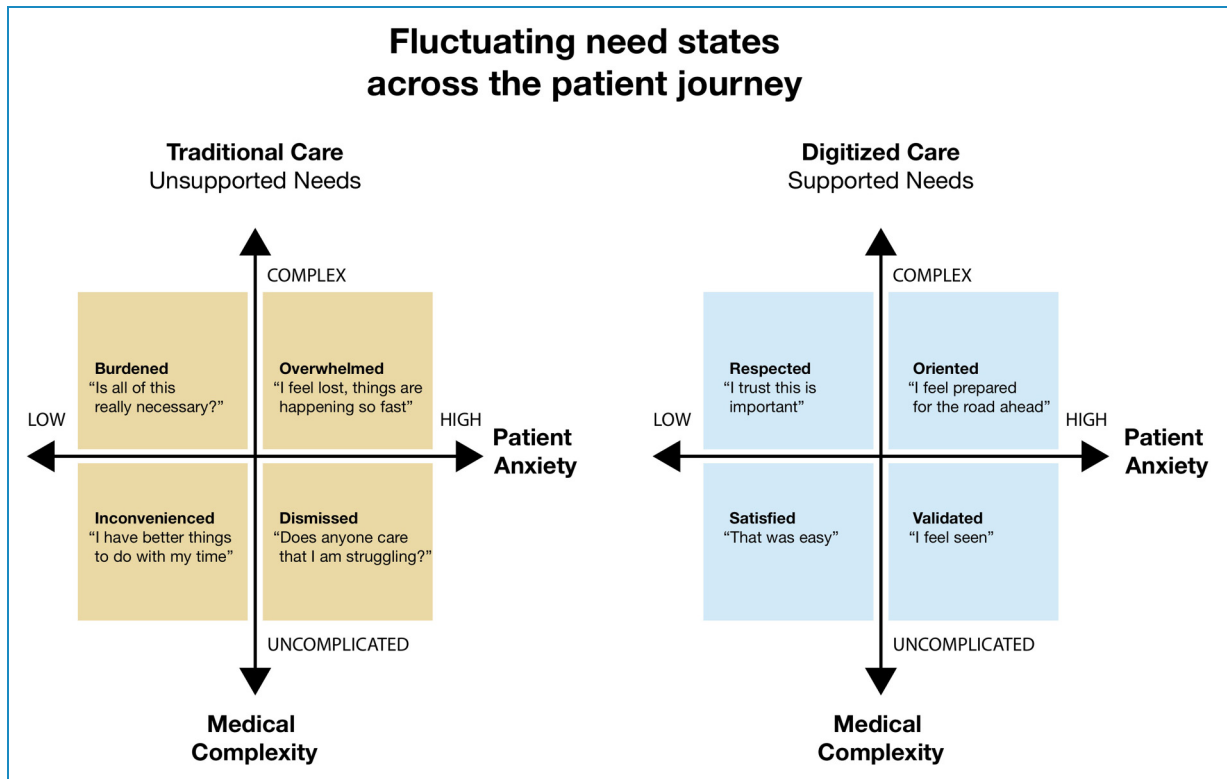 Fluctuating need states
across the patient journey
Traditional Care
Unsupported Needs
COMPLEX
Burdened
“Is all of this
really necessary?”
Overwhelmed
“I feel lost, things are
happening so fast”
LOW
HIGH
Patient
Anxiety
Inconvenienced
“I have better things
to do with my time”
Dismissed
“Does anyone care
that I am struggling?”
UNCOMPLICATED
Medical
Complexity
Digitized Care
Supported Needs
COMPLEX
Respected
“I trust this is
important”
Oriented
“I feel prepared
for the road ahead”
LOW
HIGH
Patient
Anxiety
Satisfied
“That was easy”
Validated
“I feel seen”
UNCOMPLICATED
Medical
Complexity